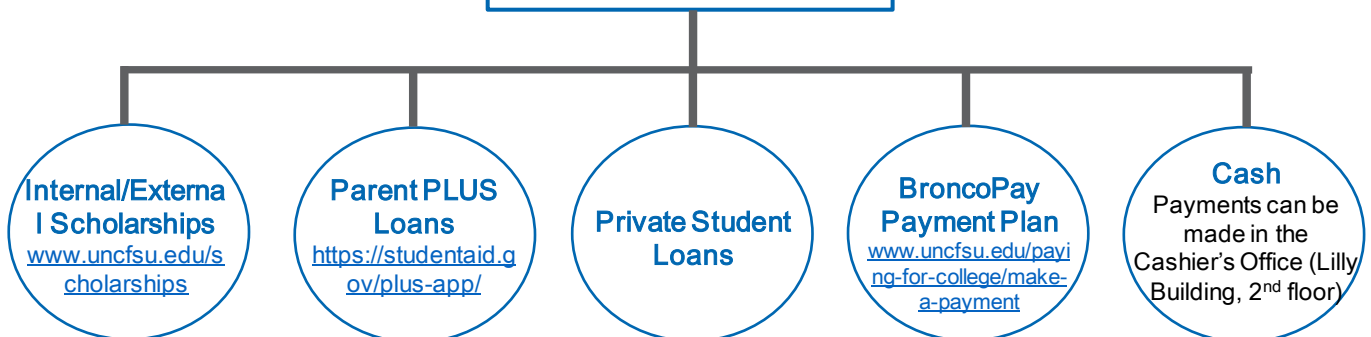 Internal/Externa
l Scholarships
www.uncfsu.edu/s
cholarships
Parent PLUS
Loans
https://studentaid.g
ov/plus-app/
Private Student
Loans
BroncoPay
Payment Plan
www.uncfsu.edu/payi
ng-for-college/make-
a-payment
Cash
Payments can be
made in the
Cashier's Office (Lilly
Building, 2nd floor)